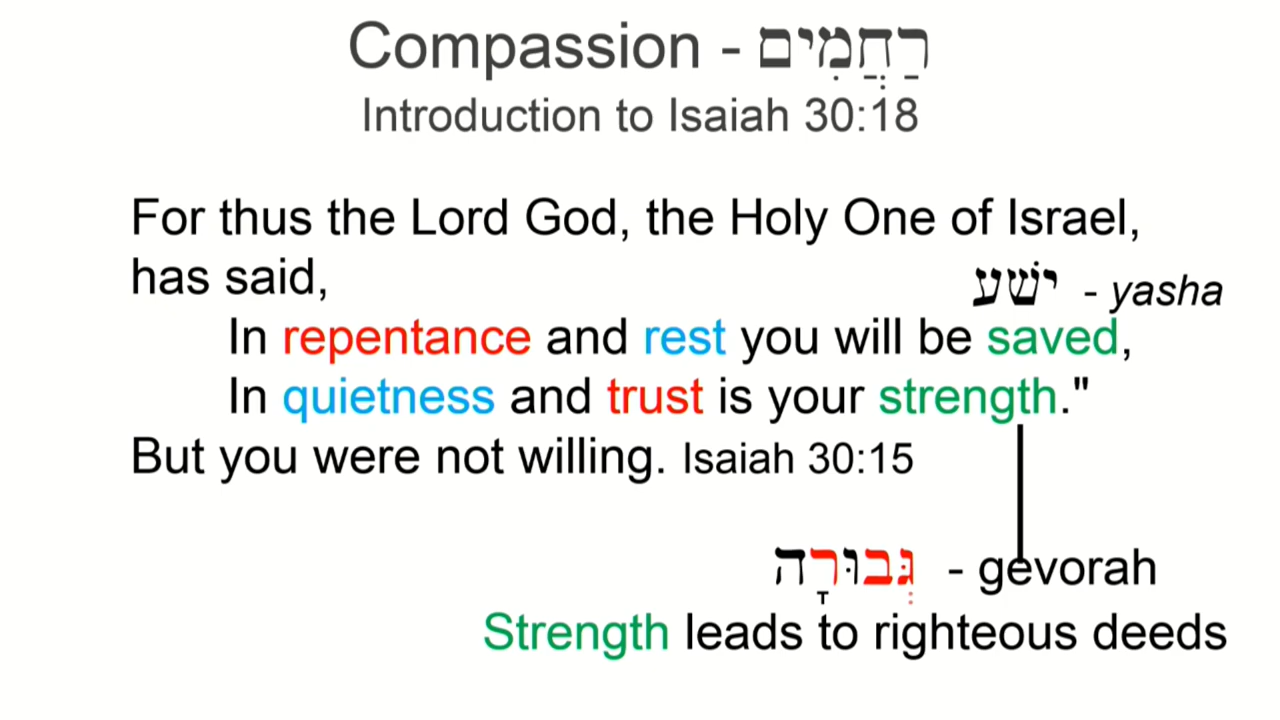 Compassion - רַחֲמִים
Introduction to Isaiah 30:18
For thus the Lord God, the Holy One of Israel,
has said,
ישׁע - yasha
In repentance and rest you will be saved,
In quietness and trust is your strength."
But you were not willing. Isaiah 30:15
גְּבוּרָה - gevorah
Strength leads to righteous deeds